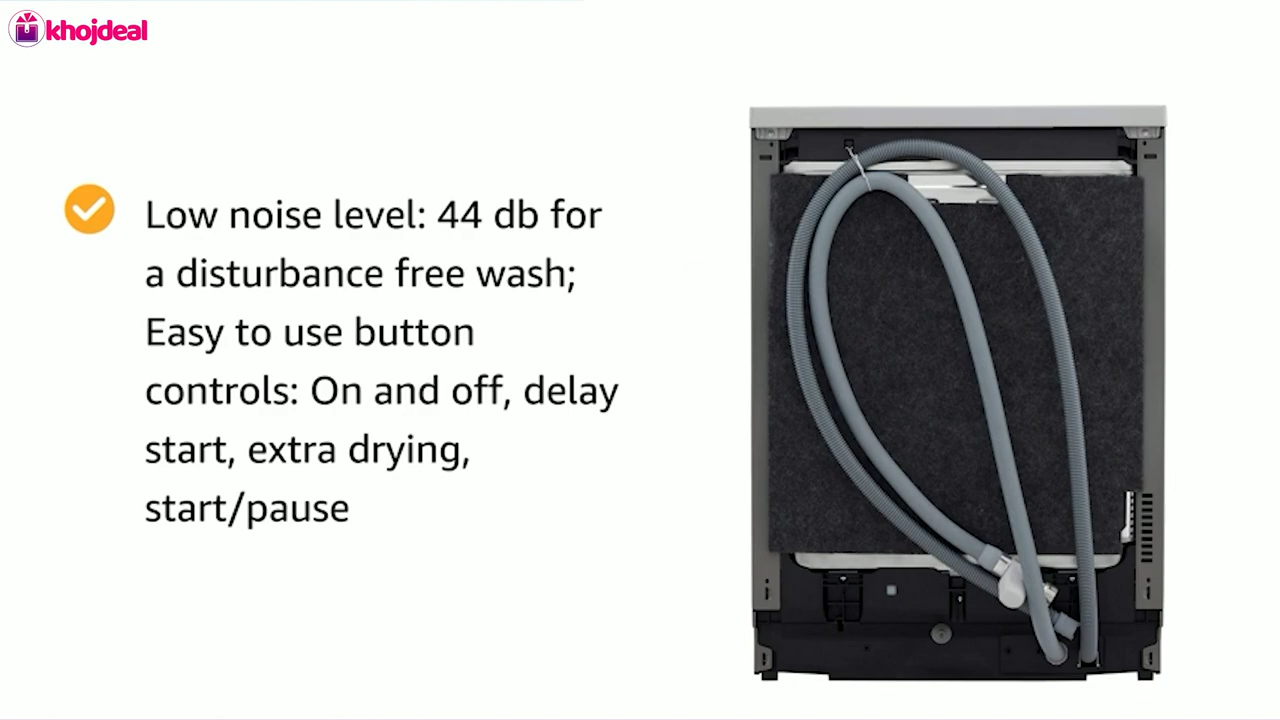 khojdeal
Low noise level: 44 db for
a disturbance free wash;
Easy to use button
controls: On and off, delay
start, extra drying,
start/pause